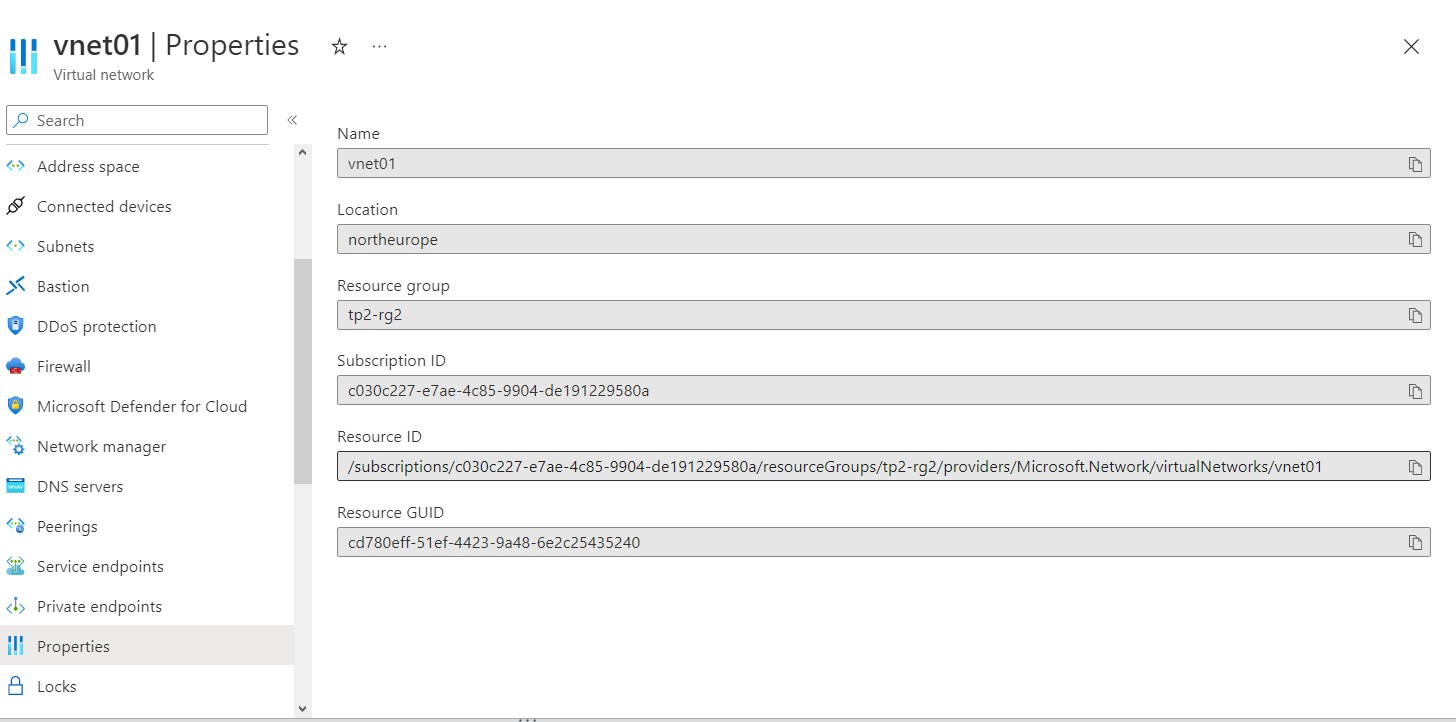 vnet01 | Properties
Virtual network
Search
Address space
Connected devices
Subnets
Bastion
DDoS protection
Firewall
Microsoft Defender for Cloud
Network manager
DNS servers
Peerings
Service endpoints
Private endpoints
Properties
Locks
Name
vnet01
Location
northeurope
Resource group
tp2-rg2
Subscription ID
c030c227-e7ae-4c85-9904-de191229580a
Resource ID
/subscriptions/c030c227-e7ae-4c85-9904-de191229580a/resourceGroups/tp2-rg2/providers/Microsoft.Network/virtualNetworks/vnet01
Resource GUID
cd780eff-51ef-4423-9a48-6e2c25435240